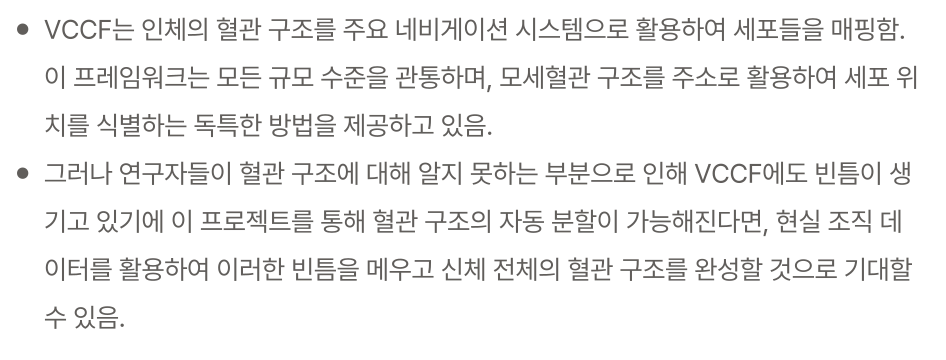 • VCCF는 인체의 혈관 구조를 주요 네비게이션 시스템으로 활용하여 세포들을 매핑함.
이 프레임워크는 모든 규모 수준을 관통하며, 모세혈관 구조를 주소로 활용하여 세포 위
치를 식별하는 독특한 방법을 제공하고 있음.
• 그러나 연구자들이 혈관 구조에 대해 알지 못하는 부분으로 인해 VCCF에도 빈틈이 생
기고 있기에 이 프로젝트를 통해 혈관 구조의 자동 분할이 가능해진다면, 현실 조직 데
이터를 활용하여 이러한 빈틈을 메우고 신체 전체의 혈관 구조를 완성할 것으로 기대할
수 있음.